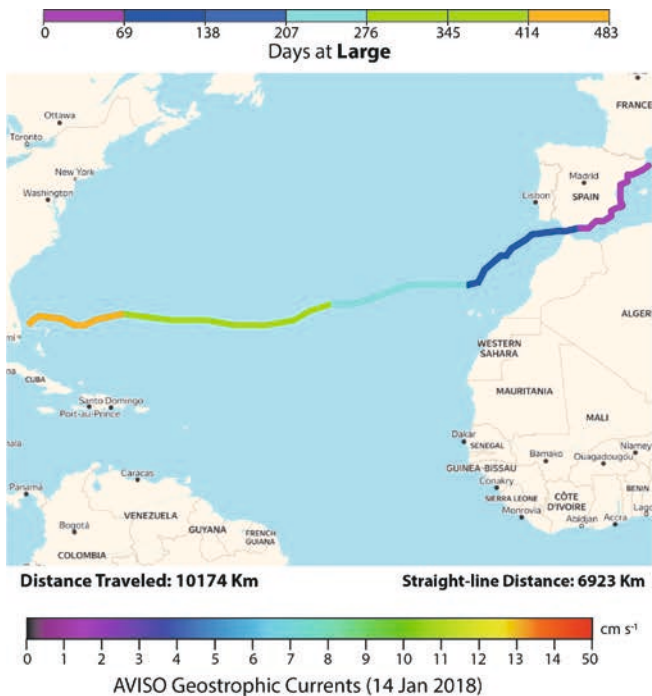 0 69 138 207 276 345 414 483
Days at Large
FRANCE
Ottawa
Toronto
New York
Madrid
Washington
Lisbon
SPAIN
ALGER
mi
WESTERN
SAHARA
CUBA
MAURITANIA
Santo Domingo
Port-au-Prince
MALI
Dakar
SENEGAL
Niamey
Bamako
Ouagadougou
GUINEA-BISSAU
Caracas
Conakry
BENIN
Panamá
SIERRA LEONE
CÔTE
D'IVOIRE
Lago
VENEZUELA
Monrovia
Abidjan
Accra
Bogotá
GUYANA
FRENCH
GUIANA
COLOMBIA
Distance Traveled: 10174 Km Straight-line Distance: 6923 Km
cm s-1
0 1 2 3 4 5 6 7 8 9 10 11 12 13 14 50
AVISO Geostrophic Currents (14 Jan 2018)